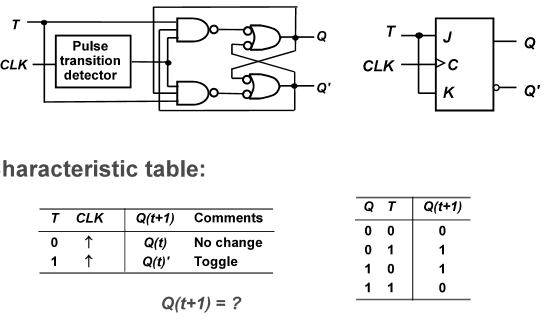 T
Pulse
transition
detector
CLK
Q
Q'
T
J
Q
CLK
C
K
Q'
haracteristic table:
T CLK Q(t+1) Comments
0 ↑ Q(t) No change
1 ↑ Q(t)' Toggle
Q(t+1) = ?
Q T Q(t+1)
0 0 0
0 1 1
1 0 1
1 1 0